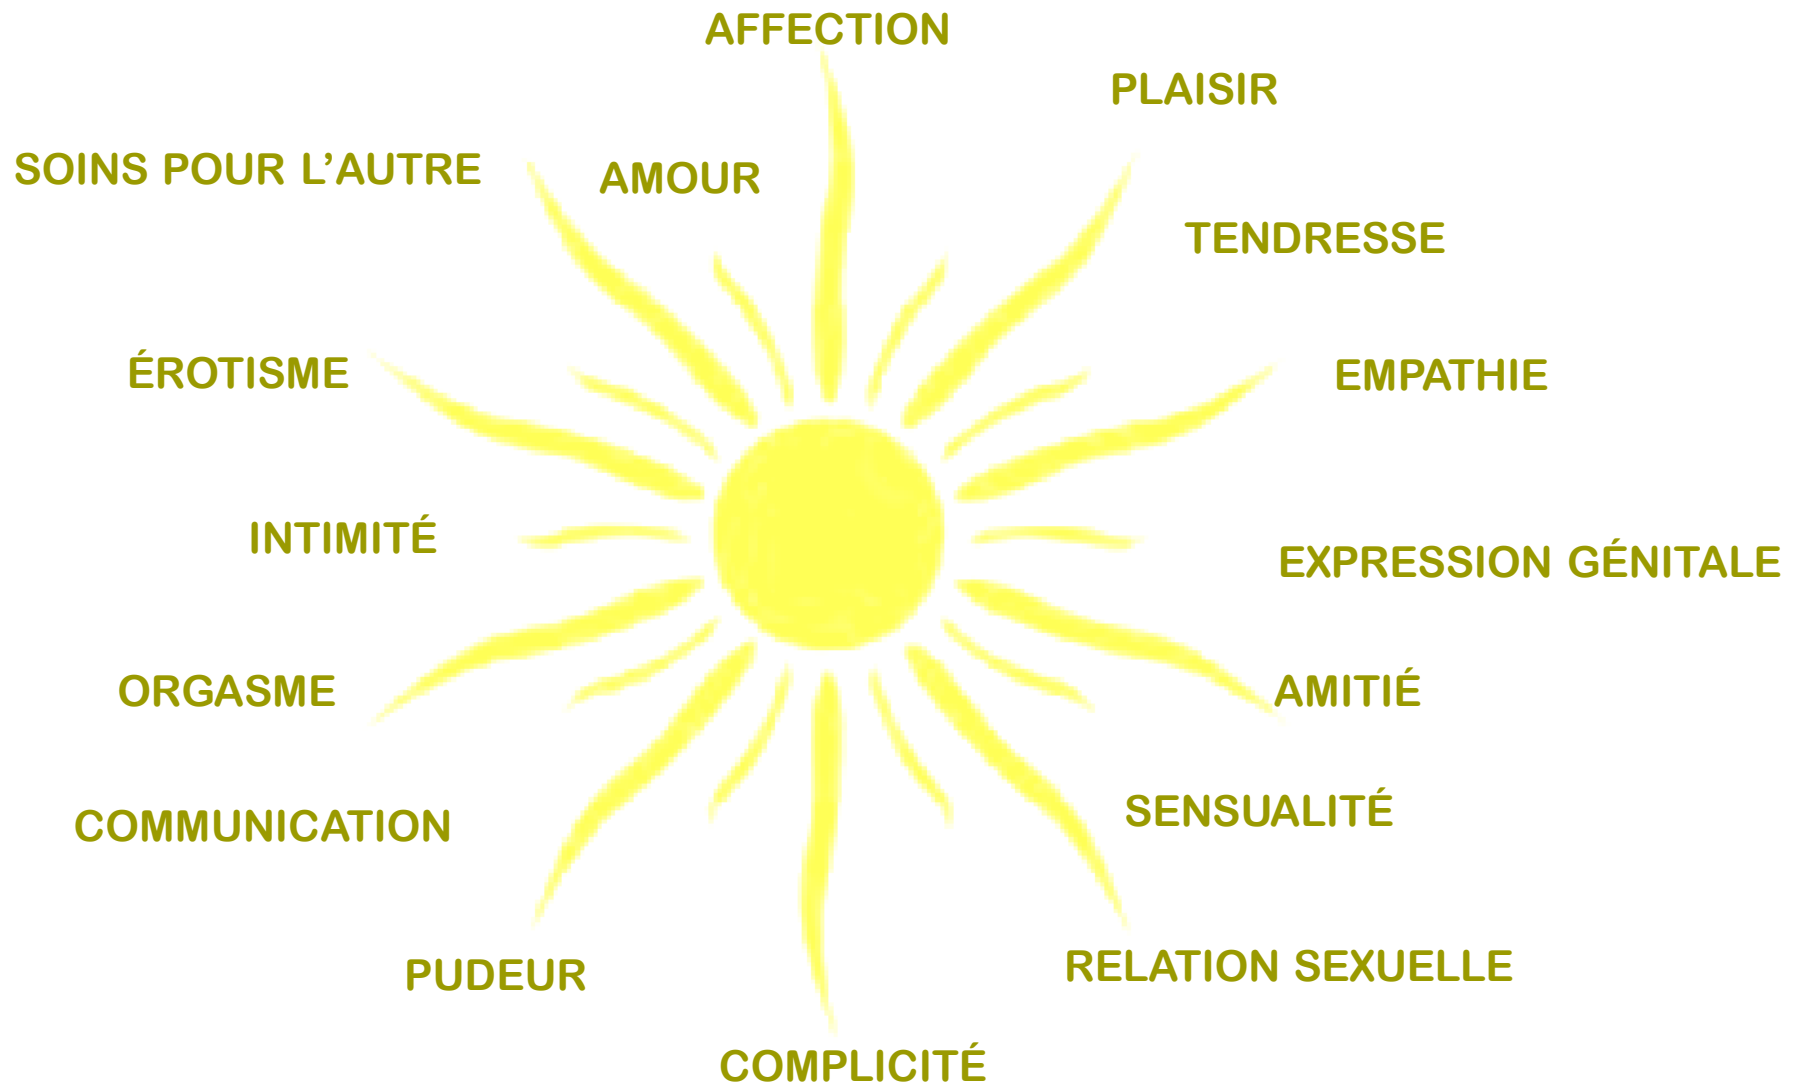 AFFECTION
PLAISIR
SOINS POUR L’AUTRE
AMOUR
TENDRESSE
ÉROTISME
EMPATHIE
INTIMITÉ
EXPRESSION GÉNITALE
ORGASME
AMITIÉ
COMMUNICATION
SENSUALITÉ
PUDEUR
RELATION SEXUELLE
COMPLICITÉ